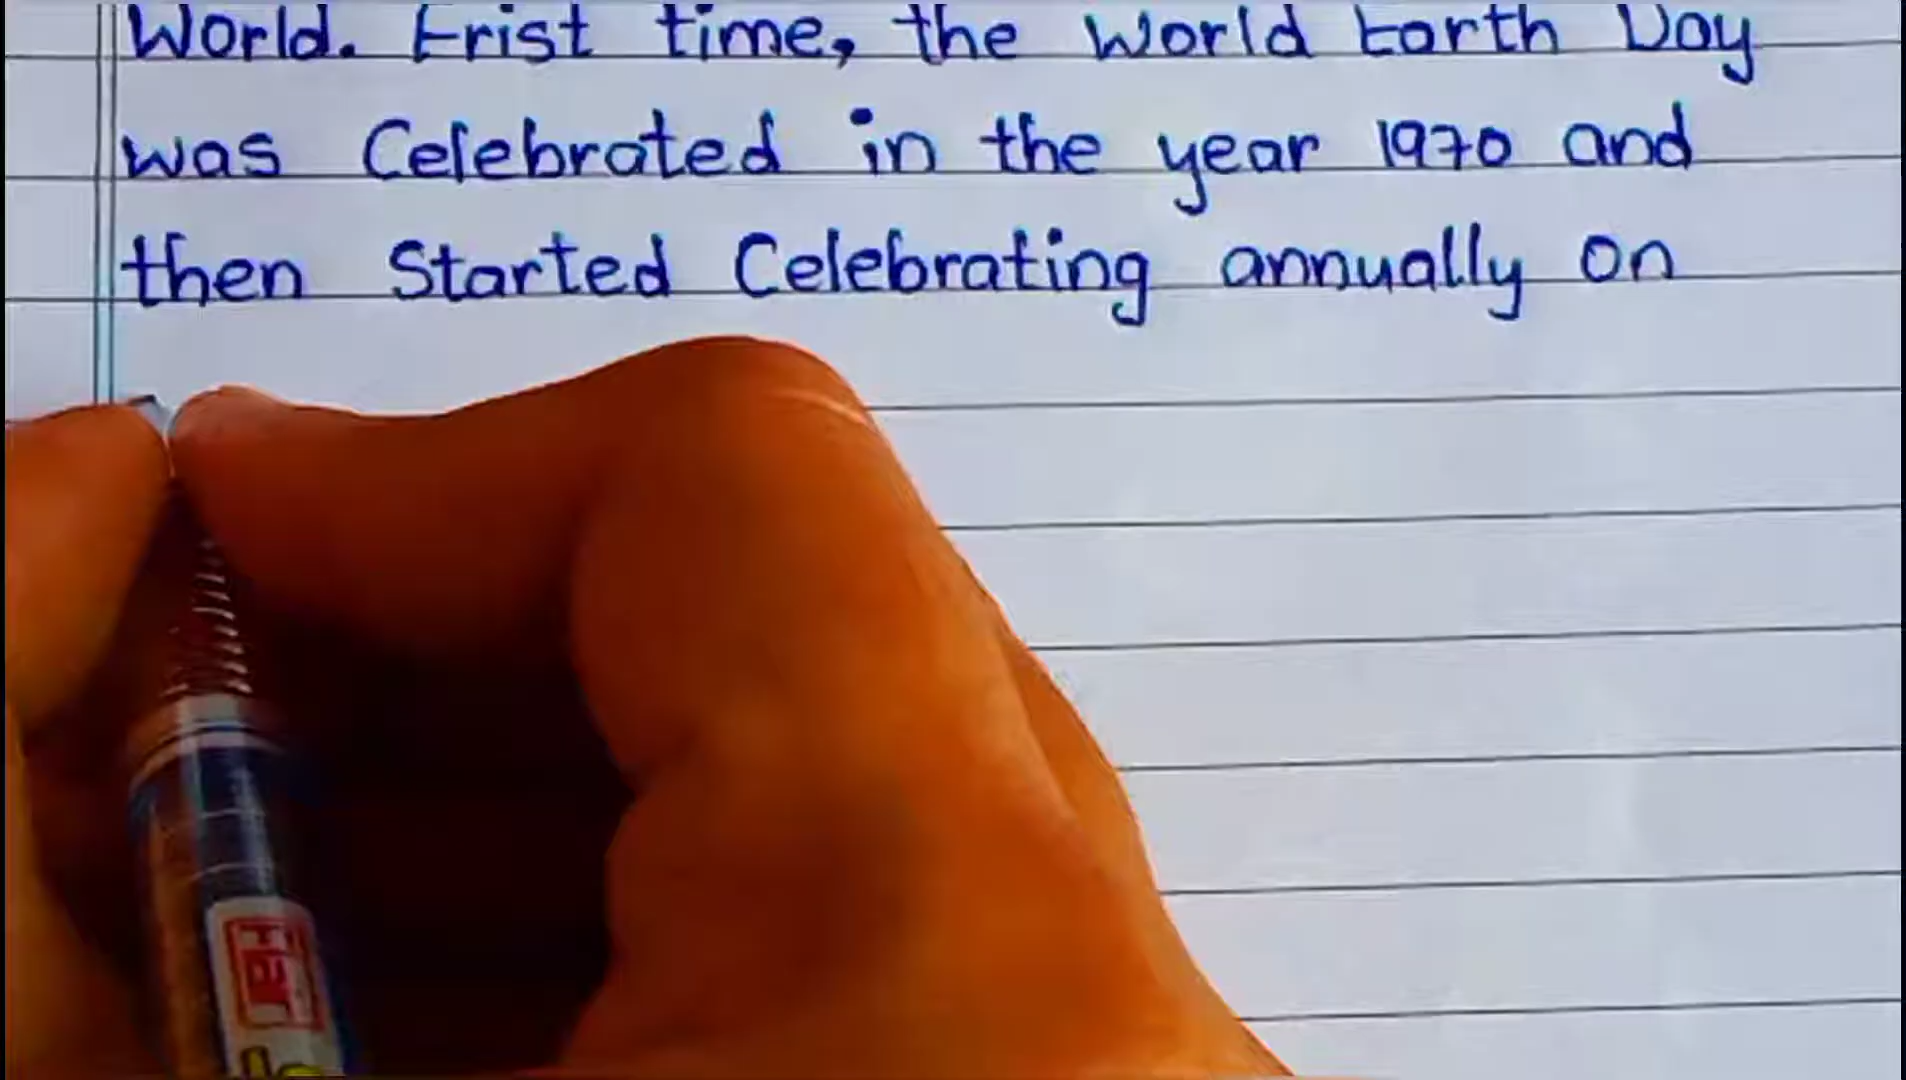 World. Frist time, the World Earth Day
was Celebrated in the year 1970 and
then Started Celebrating annually on